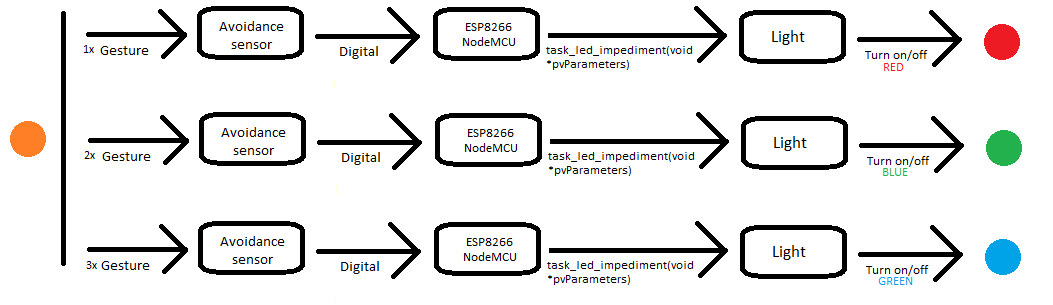 1x Gesture
Avoidance
sensor
Digital
ESP8266
NodeMCU
task_led_impediment(void
*pvParameters)
Light
Turn on/off
RED
2x Gesture
Avoidance
sensor
Digital
ESP8266
NodeMCU
task_led_impediment(void
*pvParameters)
Light
Turn on/off
BLUE
3x Gesture
Avoidance
sensor
Digital
ESP8266
NodeMCU
task_led_impediment(void
*pvParameters)
Light
Turn on/off
GREEN